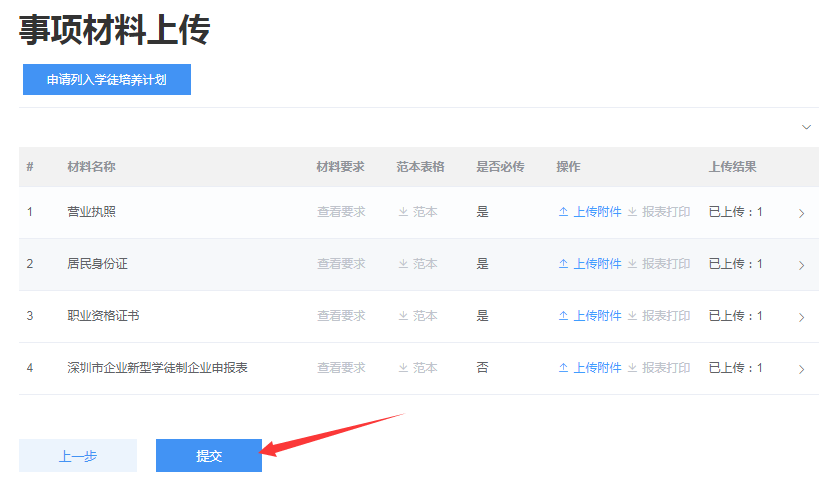 事项材料上传
申请列入学徒培养计划
# 材料名称 材料要求 范本表格 是否必传 操作 上传结果
1 营业执照 查看要求 范本 是 上传附件 报表打印 已上传：1
2 居民身份证 查看要求 范本 是 上传附件 报表打印 已上传：1
3 职业资格证书 查看要求 范本 是 上传附件 报表打印 已上传：1
4 深圳市企业新型学徒制企业申报表 查看要求 范本 否 上传附件 报表打印 已上传：1
上一步 提交